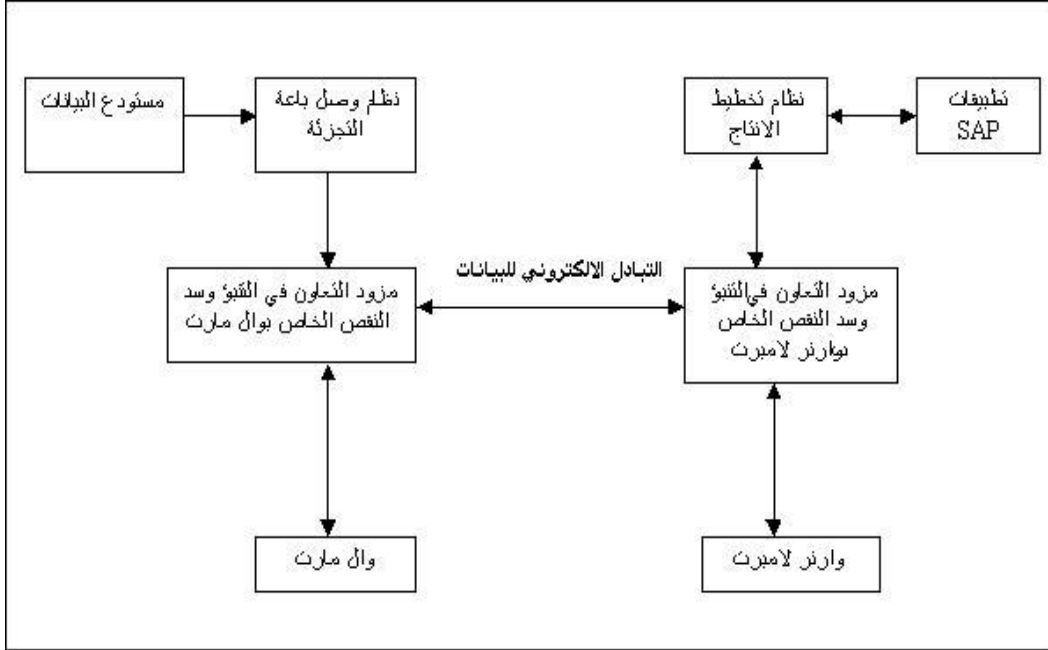 مستودع البيانات
نظام وصل باعة
التجزئة
نظام تخطيط
الانتاج
تطبيقات
SAP
التبادل الالكتروني للبيانات
مزود التعاون في التنبؤ وسد
النقص الخاص بوال مارت
مزود التعاون في التنبؤ
وسد النقص الخاص
بوارنر لامبرت
وال مارت
وارنر لامبرت